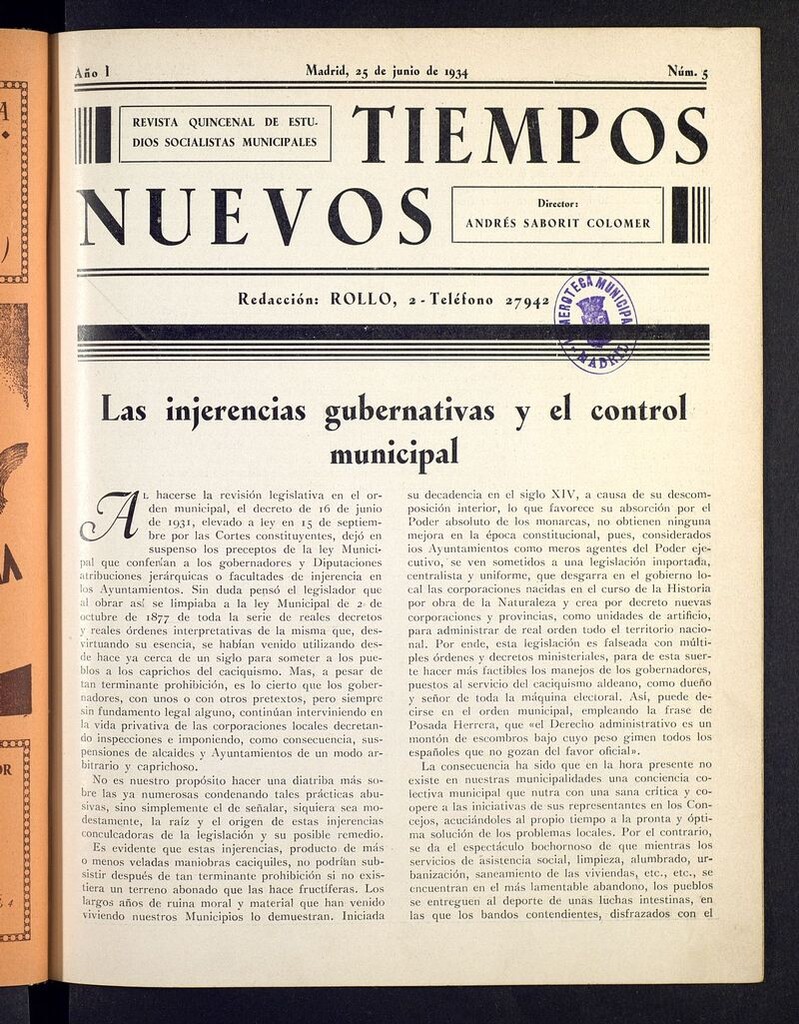 Año I
Madrid, 25 de junio de 1934
Núm. 5
REVISTA QUINCENAL DE ESTU-
DIOS SOCIALISTAS MUNICIPALES
TIEMPOS
NUEVOS
Director:
ANDRÉS SABORIT COLOMER
Redacción: ROLLO, 2 - Teléfono 27942
HEMEROTECA MUNICIPAL
MADRID
Las injerencias gubernativas y el control
municipal
AL hacerse la revisión legislativa en el or-
den municipal, el decreto de 16 de junio
de 1931, elevado a ley en 15 de septiem-
bre por las Cortes constituyentes, dejó en
suspenso los preceptos de la ley Munici-
pal que conferían a los gobernadores y Diputaciones
atribuciones jerárquicas o facultades de injerencia en
los Ayuntamientos. Sin duda pensó el legislador que
al obrar así se limpiaba a la ley Municipal de 2 de
octubre de 1877 de toda la serie de reales decretos
y reales órdenes interpretativas de la misma que, des-
virtuando su esencia, se habían venido utilizando des-
de hace ya cerca de un siglo para someter a los pue-
blos a los caprichos del caciquismo. Mas, a pesar de
tan terminante prohibición, es lo cierto que los gober-
nadores, con unos o con otros pretextos, pero siempre
sin fundamento legal alguno, continúan interviniendo en
la vida privativa de las corporaciones locales decretan-
do inspecciones e imponiendo, como consecuencia, sus-
pensiones de alcaldes y Ayuntamientos de un modo ar-
bitrario y caprichoso.
No es nuestro propósito hacer una diatriba más so-
bre las ya numerosas condenando tales prácticas abu-
sivas, sino simplemente el de señalar, siquiera sea mo-
destamente, la raíz y el origen de estas injerencias
conculcadoras de la legislación y su posible remedio.
Es evidente que estas injerencias, producto de más
o menos veladas maniobras caciquiles, no podrían sub-
sistir después de tan terminante prohibición si no exis-
tiera un terreno abonado que las hace fructíferas. Los
largos años de ruina moral y material que han venido
viviendo nuestros Municipios lo demuestran. Iniciada
su decadencia en el siglo XIV, a causa de su descom-
posición interior, lo que favorece su absorción por el
Poder absoluto de los monarcas, no obtienen ninguna
mejora en la época constitucional, pues, considerados
los Ayuntamientos como meros agentes del Poder eje-
cutivo, se ven sometidos a una legislación importada,
centralista y uniforme, que desgarra en el gobierno lo-
cal las corporaciones nacidas en el curso de la Historia
por obra de la Naturaleza y crea por decreto nuevas
corporaciones y provincias, como unidades de artificio,
para administrar de real orden todo el territorio nacio-
nal. Por ende, esta legislación es falseada con múlti-
ples órdenes y decretos ministeriales, para de esta suer-
te hacer más factibles los manejos de los gobernadores,
puestos al servicio del caciquismo aldeano, como dueño
y señor de toda la máquina electoral. Así, puede de-
cirse en el orden municipal, empleando la frase de
Posada Herrera, que «el Derecho administrativo es un
montón de escombros bajo cuyo peso gimen todos los
españoles que no gozan del favor oficial».
La consecuencia ha sido que en la hora presente no
existe en nuestras municipalidades una conciencia co-
lectiva municipal que nutra con una sana crítica y co-
opere a las iniciativas de sus representantes en los Con-
cejos, acuciándoles al propio tiempo a la pronta y ópti-
ma solución de los problemas locales. Por el contrario,
se da el espectáculo bochornoso de que mientras los
servicios de asistencia social, limpieza, alumbrado, ur-
banización, saneamiento de las viviendas, etc., etc., se
encuentran en el más lamentable abandono, los pueblos
se entreguen al deporte de unas luchas intestinas, en
las que los bandos contendientes, disfrazados con el